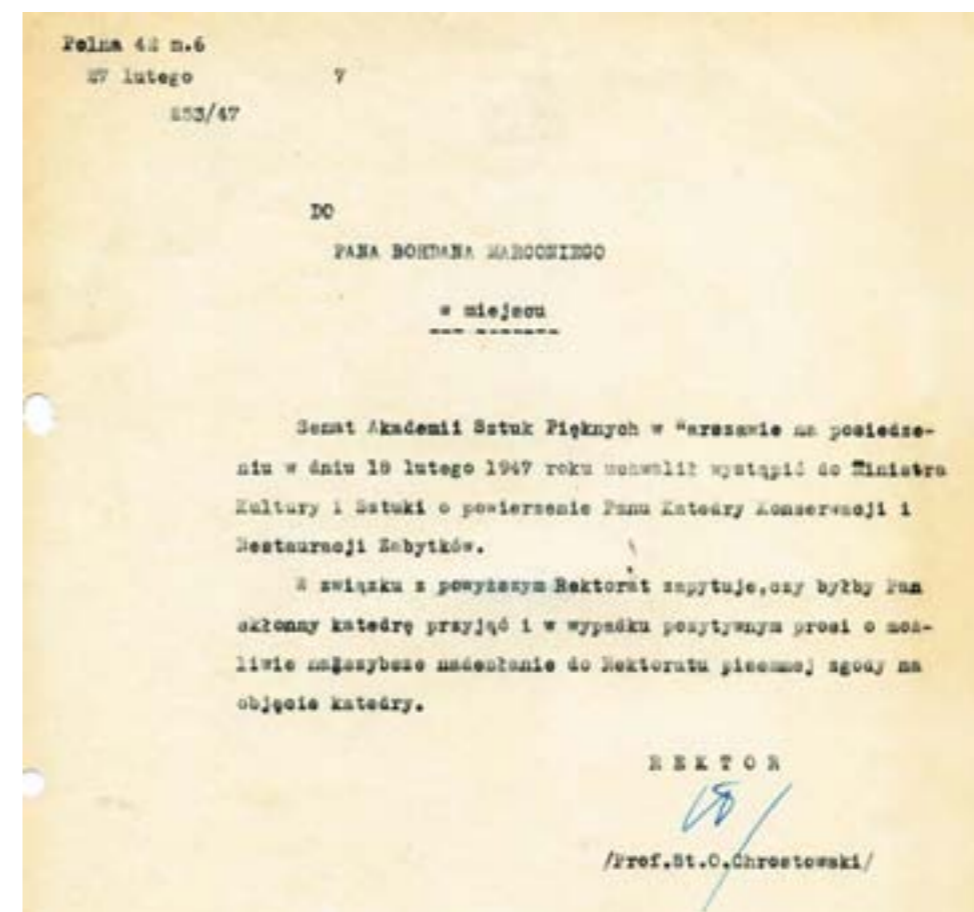 Polna 42 m.6
27 lutego 7
253/47
DO
PANA BOHDANA MARCONIEGO
w miejscu
Senat Akademii Sztuk Pięknych w "arszawie na posiedze-
niu w dniu 18 lutego 1947 roku uchwalił wystąpić do Ministra
Kultury i Sztuki o powierzenie Panu Katedry Konserwacji i
Restauracji Zabytków.
W związku z powyższym Rektorat zapytuje,czy byłby Pan
skłonny katedrę przyjąć i w wypadku pozytywnym prosi o moż-
liwie najszybsze nadesłanie do Rektoratu pisemnej zgody na
objęcie katedry.
R E K T O R
/Prof.St.O.Chrostowski/